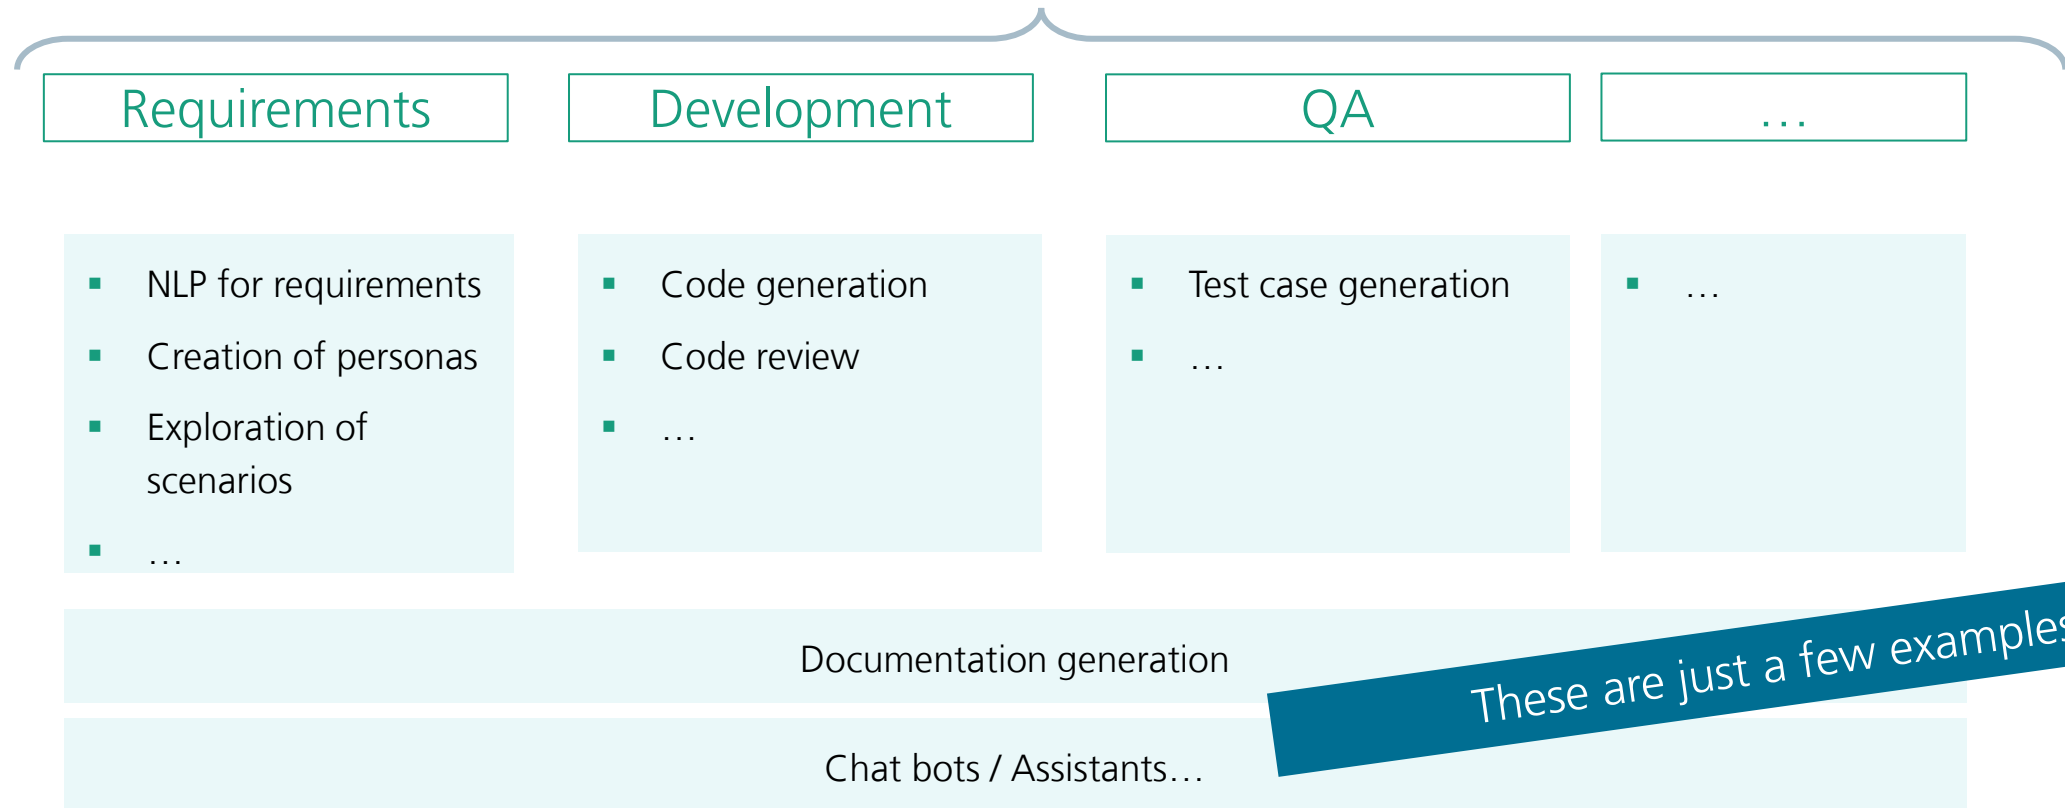 Requirements
Development
QA
…
NLP for requirements
Creation of personas
Exploration of
scenarios
…
Code generation
Code review
…
Test case generation
…
…
Documentation generation
These are just a few examples
Chat bots / Assistants…